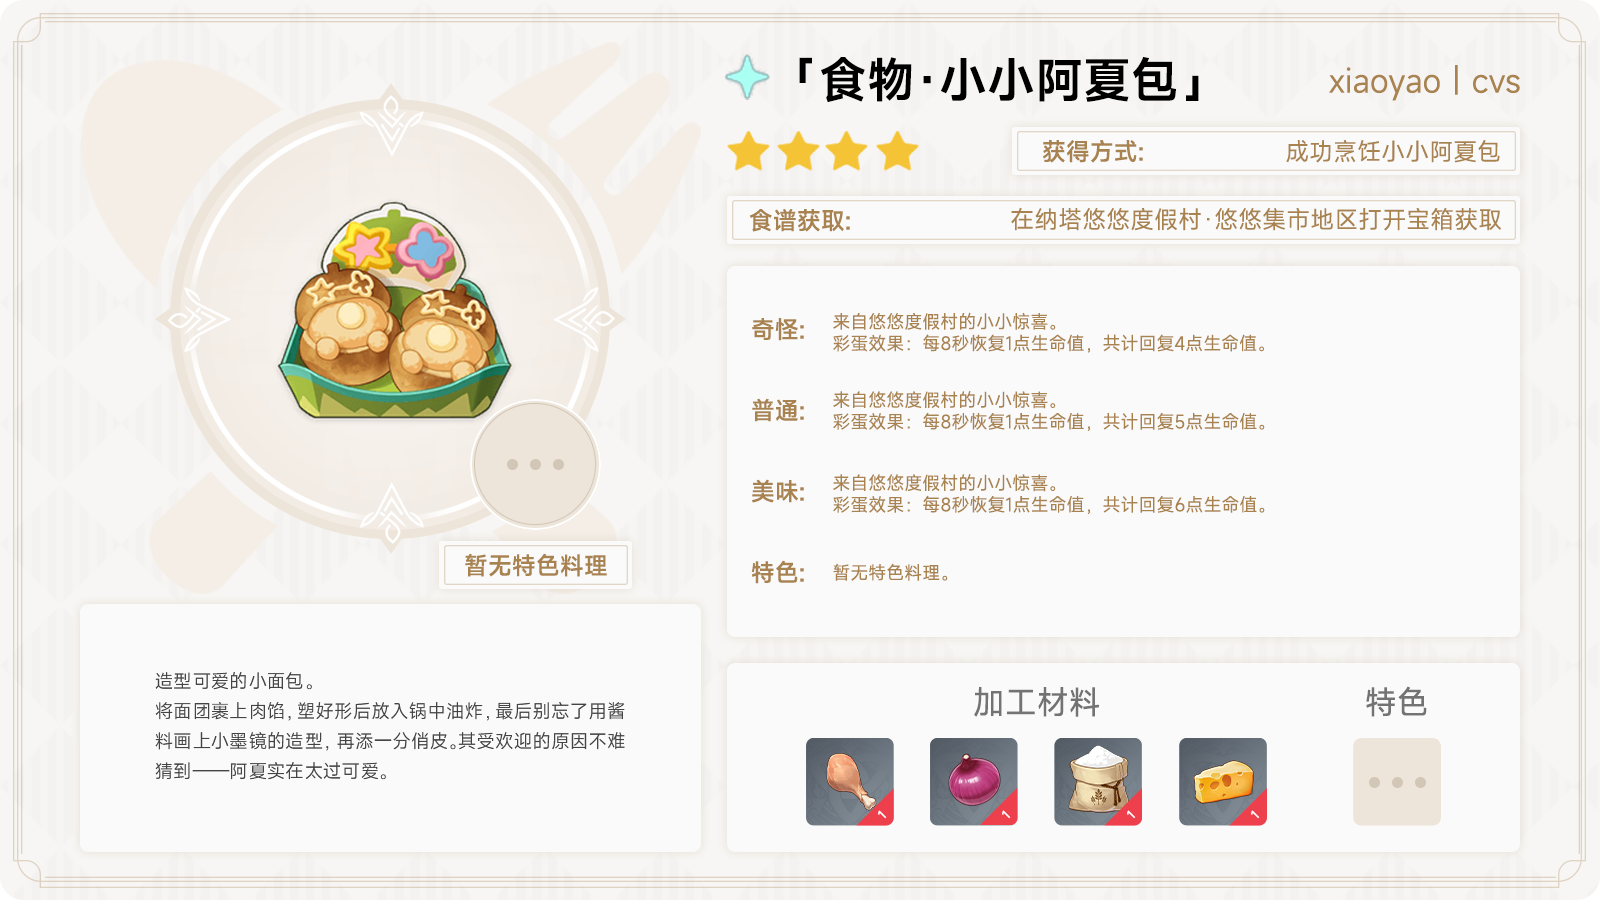 「食物·小小阿夏包」
xiaoyao | cvs
获得方式: 成功烹饪小小阿夏包
食谱获取: 在纳塔悠悠度假村·悠悠集市地区打开宝箱获取
奇怪: 来自悠悠度假村的小小惊喜。
彩蛋效果：每8秒恢复1点生命值，共计回复4点生命值。
普通: 来自悠悠度假村的小小惊喜。
彩蛋效果：每8秒恢复1点生命值，共计回复5点生命值。
美味: 来自悠悠度假村的小小惊喜。
彩蛋效果：每8秒恢复1点生命值，共计回复6点生命值。
特色: 暂无特色料理。
暂无特色料理
造型可爱的小面包。
将面团裹上肉馅，塑好形后放入锅中油炸，最后别忘了用酱
料画上小墨镜的造型，再添一分俏皮。其受欢迎的原因不难
猜到——阿夏实在太过可爱。
加工材料
特色
1
1
1
1